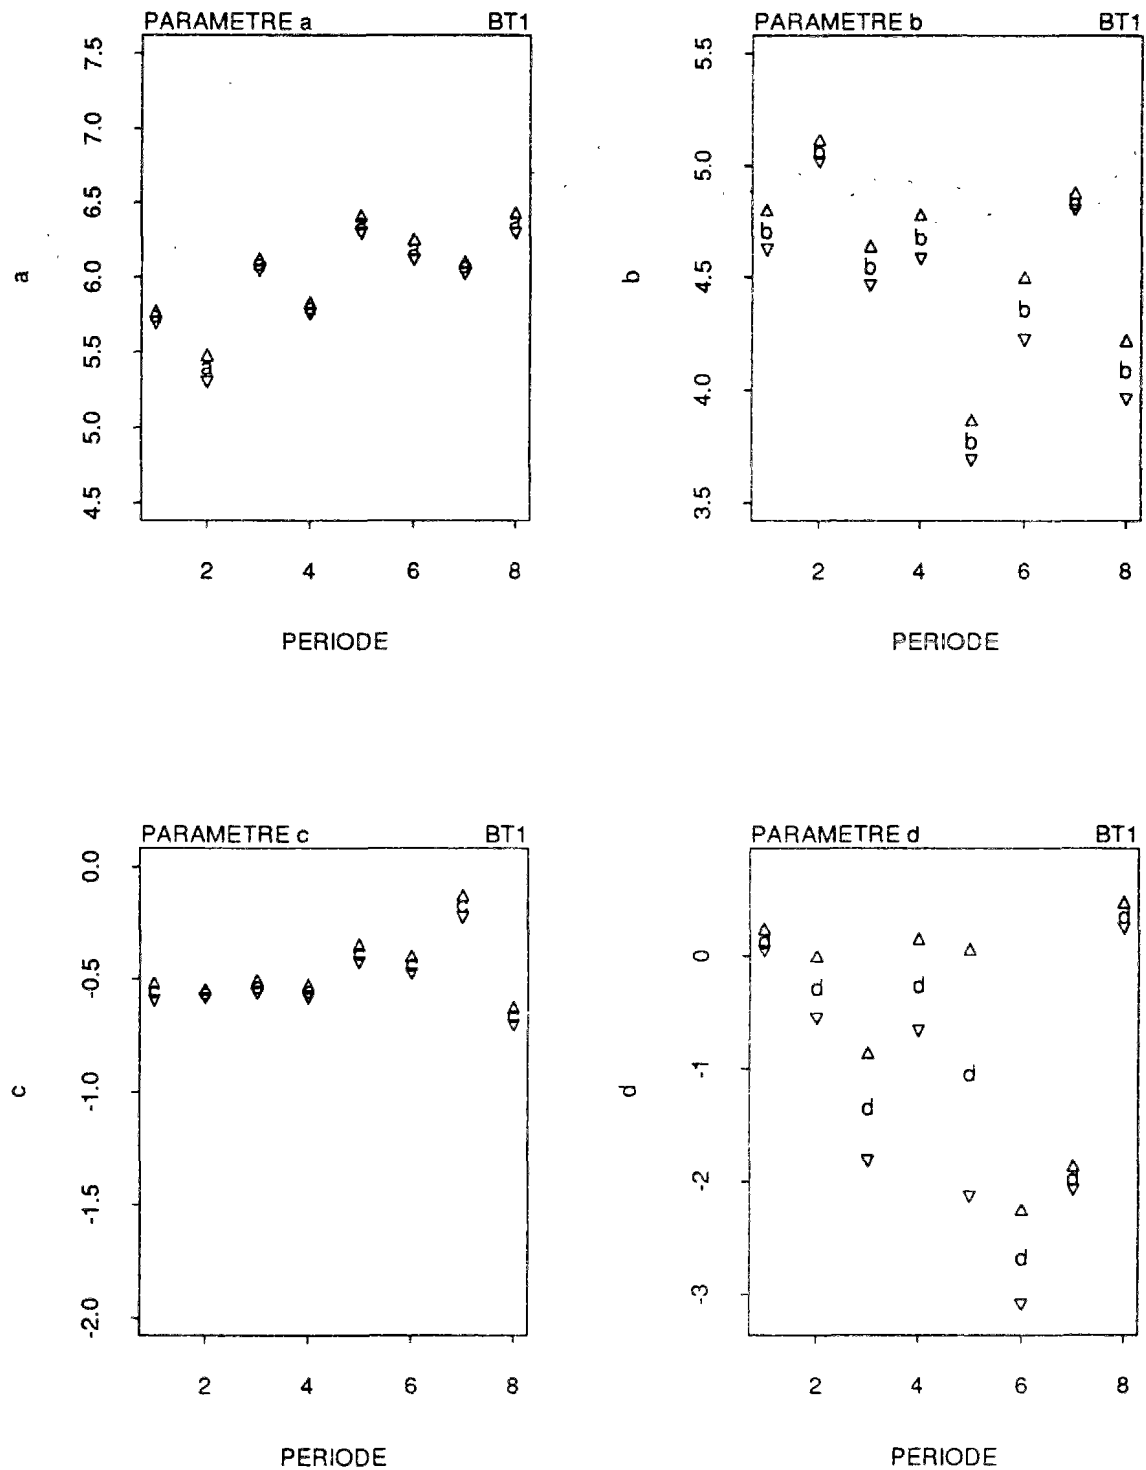 PARAMETRE a BT1
7.5
7.0
6.5
6.0
5.5
5.0
4.5
a
a
a
a
a
a
a
a
a
2 4 6 8
PERIODE
PARAMETRE b BT1
5.5
5.0
4.5
4.0
3.5
b
b
b
b
b
b
b
b
b
2 4 6 8
PERIODE
PARAMETRE c BT1
0.0
-0.5
-1.0
-1.5
-2.0
c
c
c
c
c
c
c
c
c
2 4 6 8
PERIODE
PARAMETRE d BT1
0
-1
-2
-3
d
d
d
d
d
d
d
d
d
2 4 6 8
PERIODE